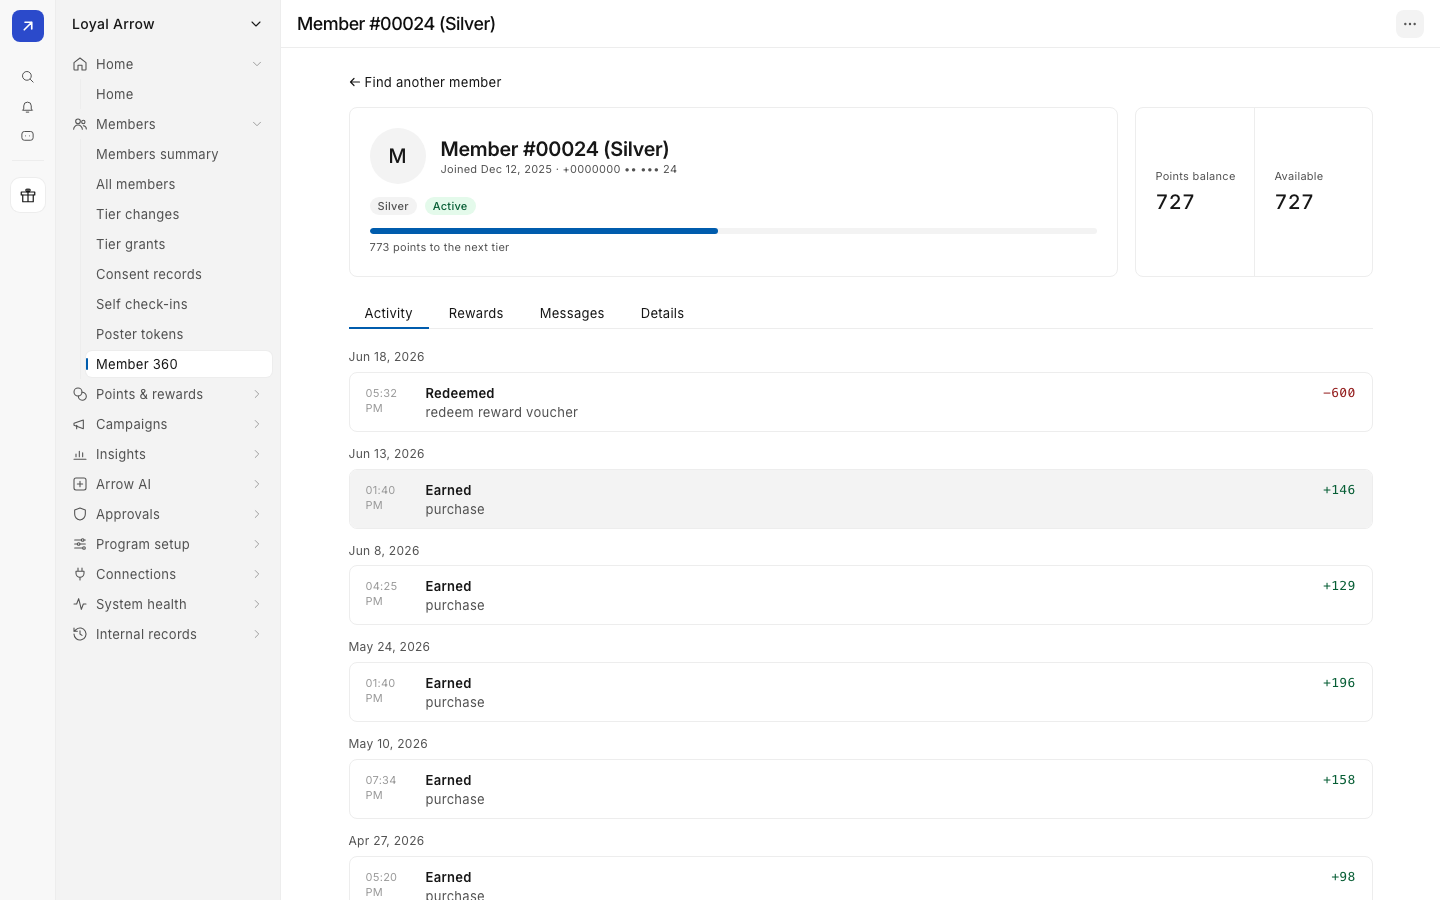 Loyal Arrow
Home
Home
Members
Members summary
All members
Tier changes
Tier grants
Consent records
Self check-ins
Poster tokens
Member 360
Points & rewards
Campaigns
Insights
Arrow AI
Approvals
Program setup
Connections
System health
Internal records
Member #00024 (Silver)
← Find another member
M
Member #00024 (Silver)
Joined Dec 12, 2025 · +0000000 •• ••• 24
Silver
Active
773 points to the next tier
Points balance
727
Available
727
Activity
Rewards
Messages
Details
Jun 18, 2026
05:32 PM
Redeemed
redeem reward voucher
−600
Jun 13, 2026
01:40 PM
Earned
purchase
+146
Jun 8, 2026
04:25 PM
Earned
purchase
+129
May 24, 2026
01:40 PM
Earned
purchase
+196
May 10, 2026
07:34 PM
Earned
purchase
+158
Apr 27, 2026
05:20 PM
Earned
purchase
+98